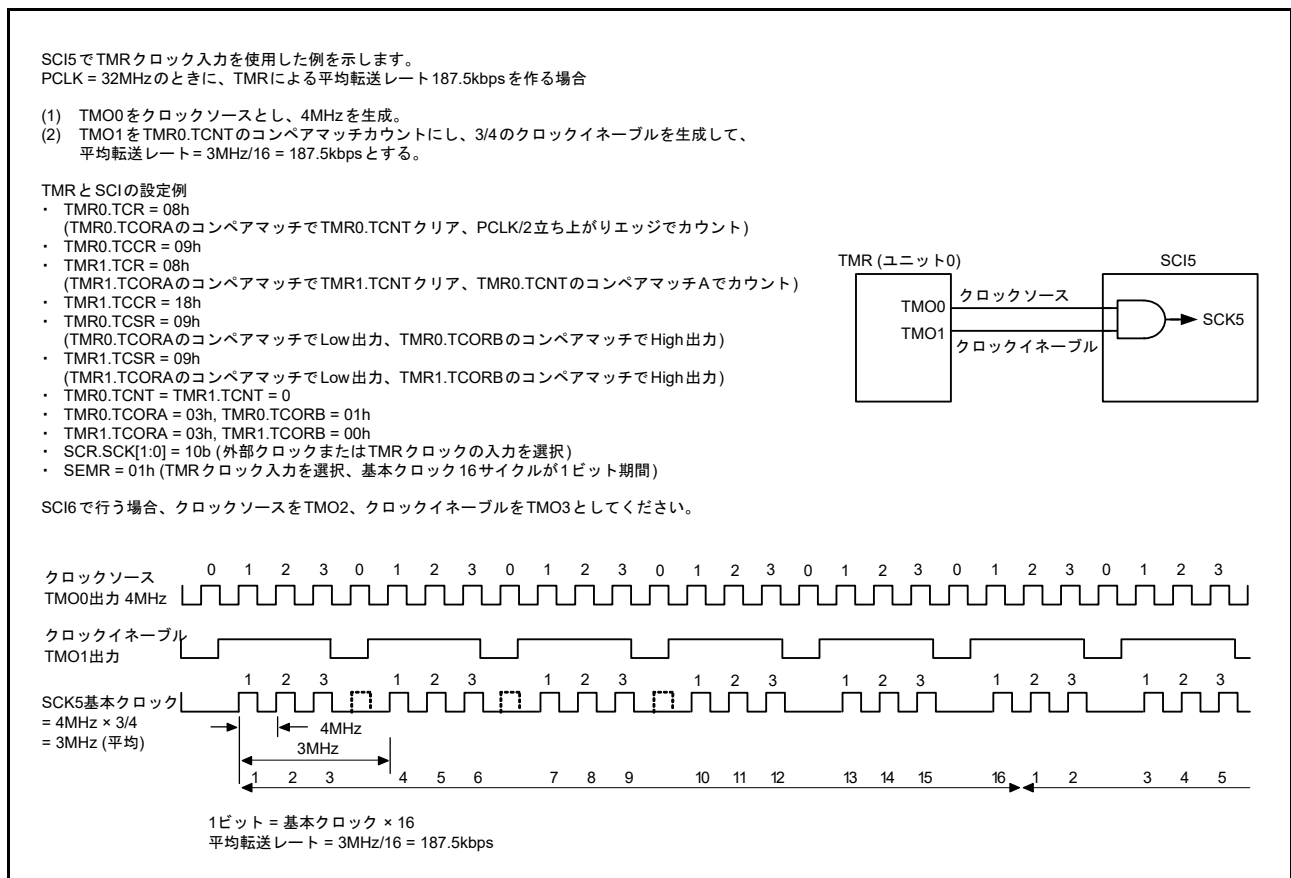 SCI5でTMRクロック入力を使用した例を示します。
PCLK = 32MHzのときに、TMRによる平均転送レート187.5kbpsを作る場合
(1) TMO0をクロックソースとし、4MHzを生成。
(2) TMO1をTMR0.TCNTのコンペアマッチカウントにし、3/4のクロックイネーブルを生成して、
平均転送レート= 3MHz/16 = 187.5kbpsとする。
TMRとSCIの設定例
・ TMR0.TCR = 08h
(TMR0.TCORAのコンペアマッチでTMR0.TCNTクリア、PCLK/2立ち上がりエッジでカウント)
・ TMR0.TCCR = 09h
・ TMR1.TCR = 08h
(TMR1.TCORAのコンペアマッチでTMR1.TCNTクリア、TMR0.TCNTのコンペアマッチAでカウント)
・ TMR1.TCCR = 18h
・ TMR0.TCSR = 09h
(TMR0.TCORAのコンペアマッチでLow出力、TMR0.TCORBのコンペアマッチでHigh出力)
・ TMR1.TCSR = 09h
(TMR1.TCORAのコンペアマッチでLow出力、TMR1.TCORBのコンペアマッチでHigh出力)
・ TMR0.TCNT = TMR1.TCNT = 0
・ TMR0.TCORA = 03h, TMR0.TCORB = 01h
・ TMR1.TCORA = 03h, TMR1.TCORB = 00h
・ SCR.SCK[1:0] = 10b (外部クロックまたはTMRクロックの入力を選択)
・ SEMR = 01h (TMRクロック入力を選択、基本クロック16サイクルが1ビット期間)
SCI6で行う場合、クロックソースをTMO2、クロックイネーブルをTMO3としてください。
TMR (ユニット0)
SCI5
TMO0
クロックソース
SCK5
TMO1
クロックイネーブル
0 1 2 3 0 1 2 3 0 1 2 3 0 1 2 3 0 1 2 3 0 1 2 3 0 1 2 3
クロックソース
TMO0出力 4MHz
クロックイネーブル
TMO1出力
1 2 3 1 2 3 1 2 3 1 2 3 1 2 3 1 2 3 1 2 3
SCK5基本クロック
= 4MHz × 3/4
= 3MHz (平均)
4MHz
3MHz
1 2 3 4 5 6 7 8 9 10 11 12 13 14 15 16 1 2 3 4 5
1ビット = 基本クロック × 16
平均転送レート = 3MHz/16 = 187.5kbps